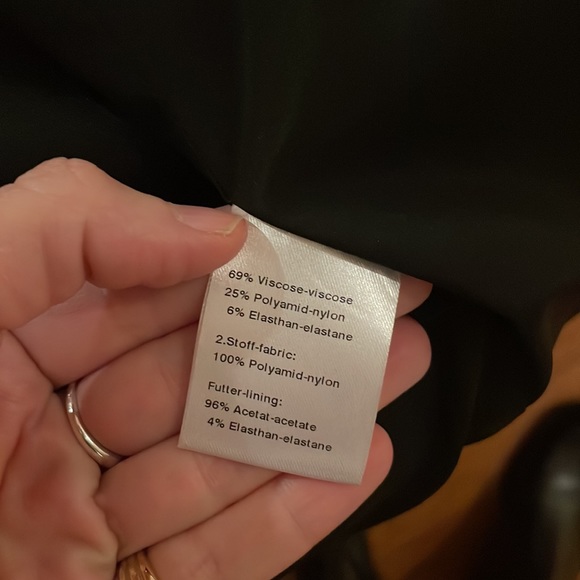 69% Viscose-viscose
25% Polyamid-nylon
6% Elasthan-elastane
2.Stoff-fabric:
100% Polyamid-nylon
Futter-lining:
96% Acetat-acetate
4% Elasthan-elastane